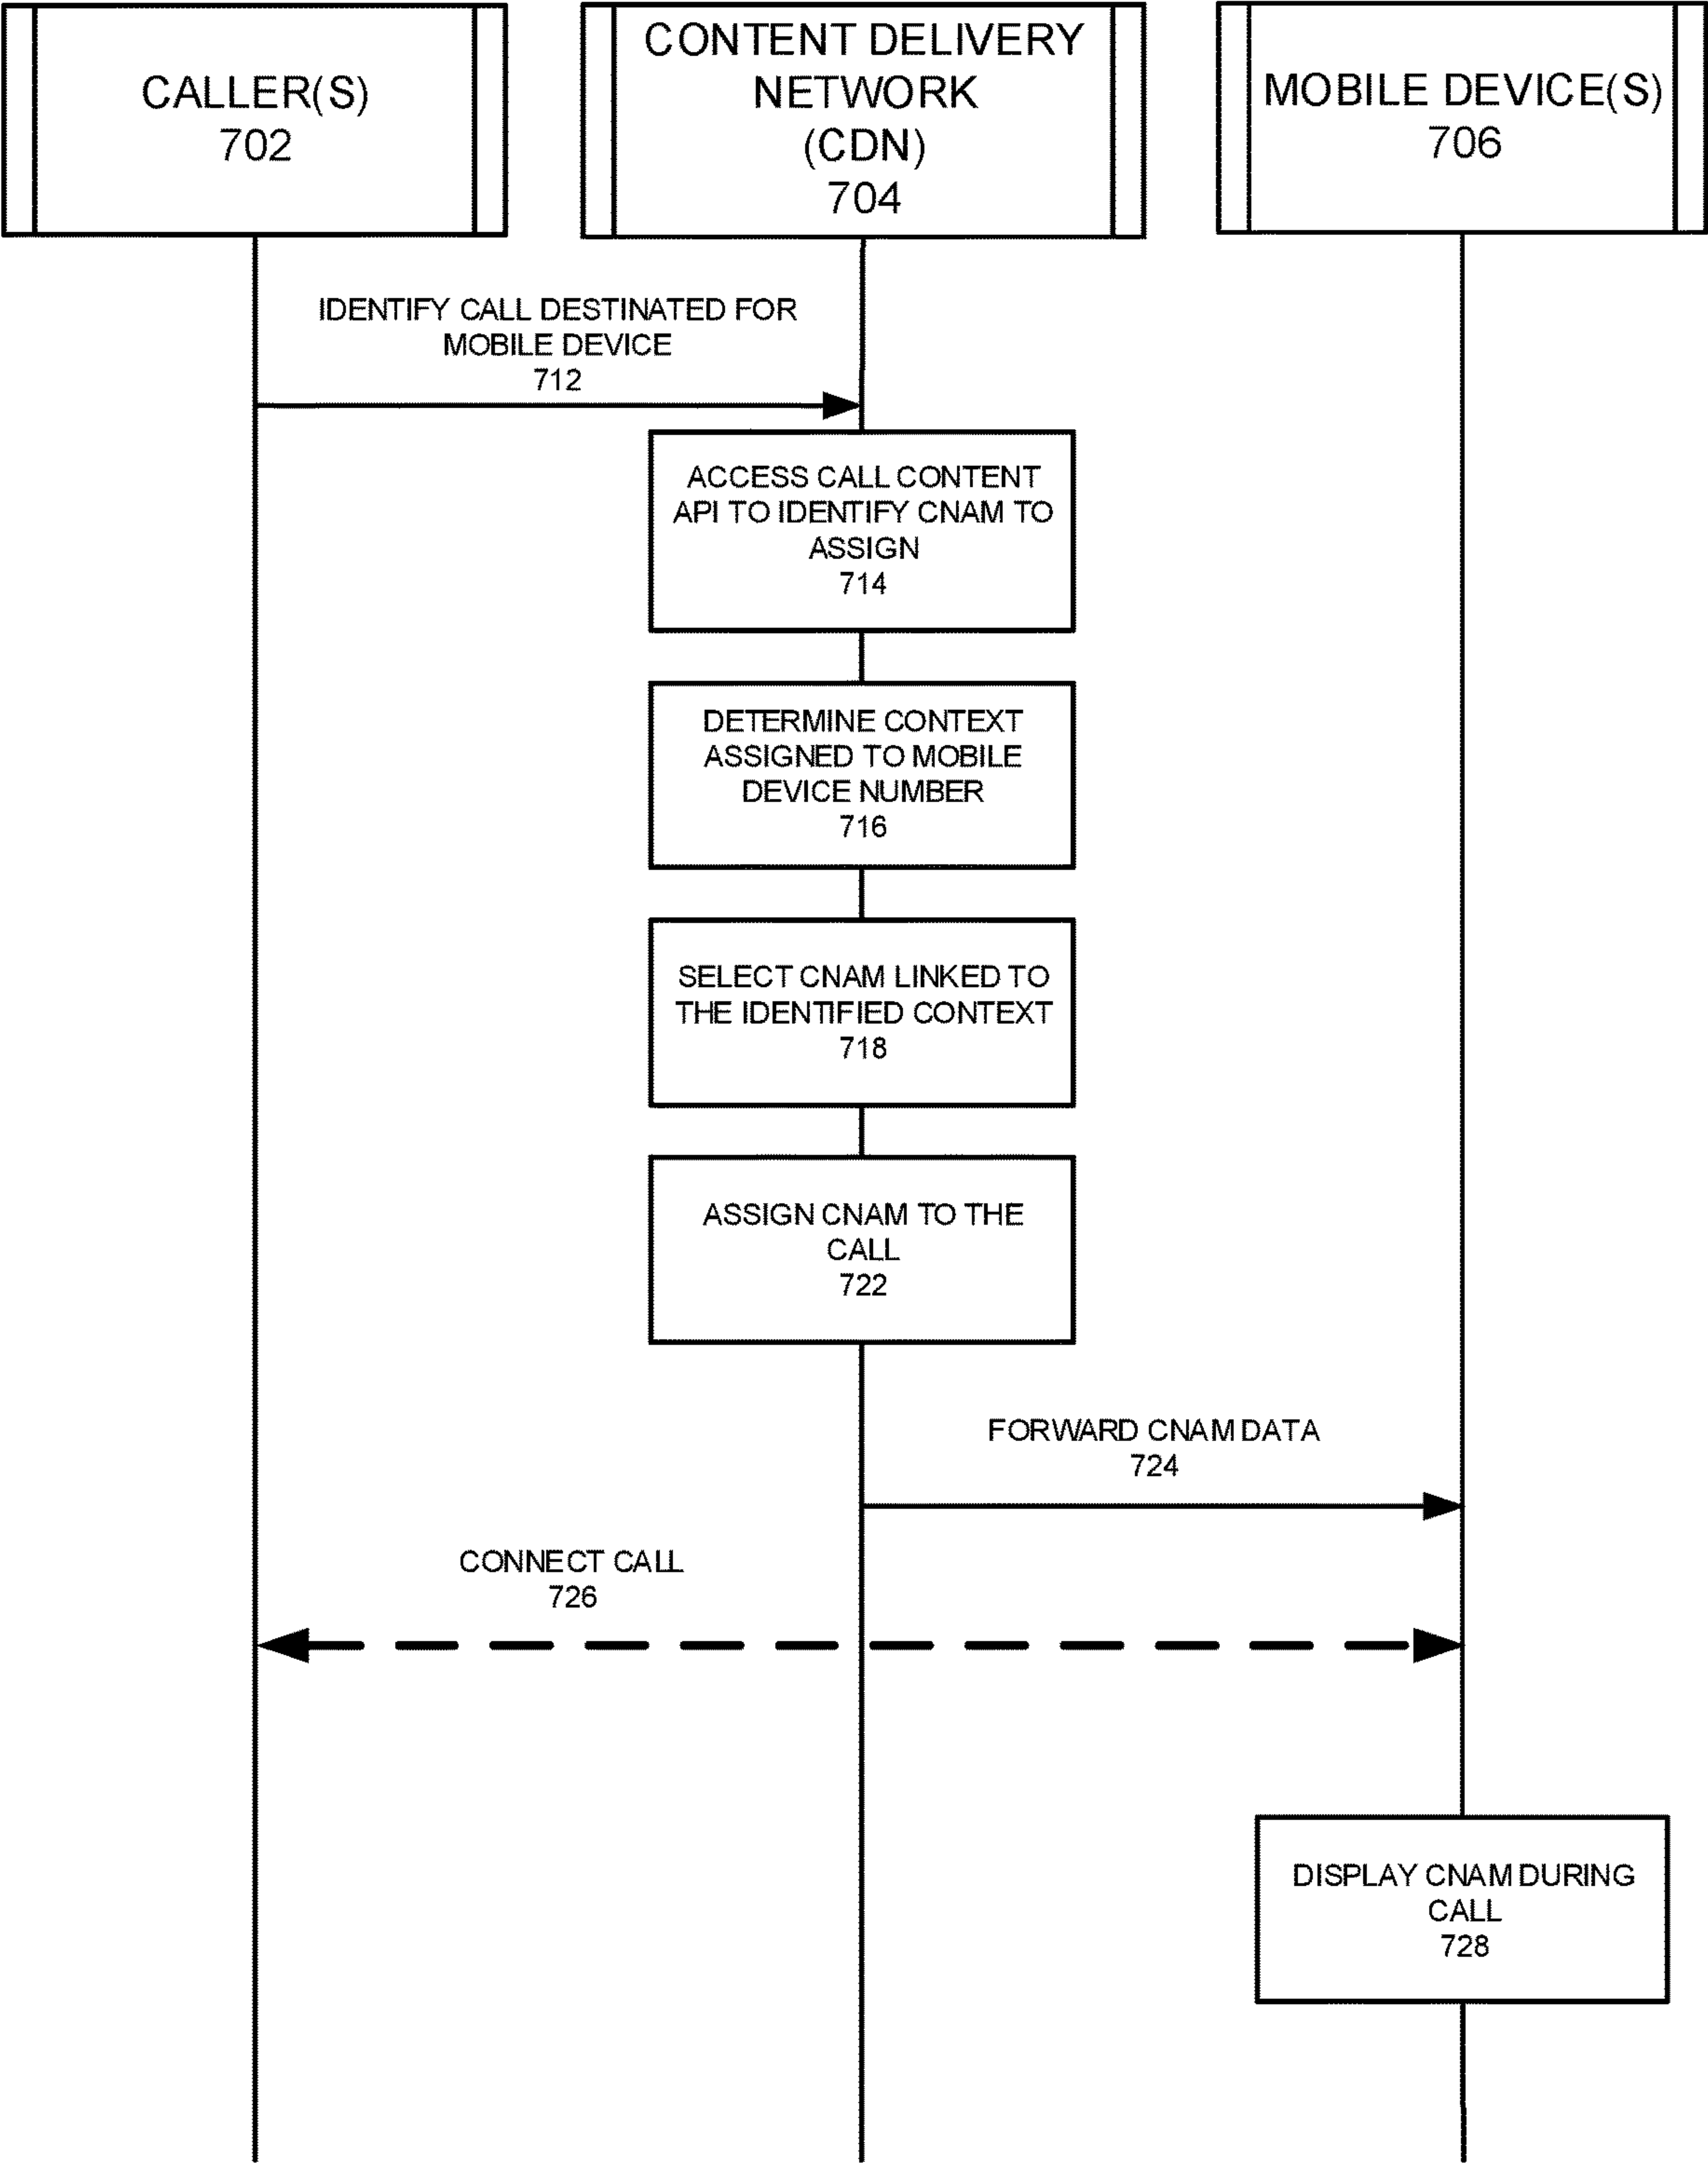 CALLER(S)
702
CONTENT DELIVERY
NETWORK
(CDN)
704
MOBILE DEVICE(S)
706
IDENTIFY CALL DESTINATED FOR
MOBILE DEVICE
712
ACCESS CALL CONTENT
API TO IDENTIFY CNAM TO
ASSIGN
714
DETERMINE CONTEXT
ASSIGNED TO MOBILE
DEVICE NUMBER
716
SELECT CNAM LINKED TO
THE IDENTIFIED CONTEXT
718
ASSIGN CNAM TO THE
CALL
722
FORWARD CNAM DATA
724
CONNECT CALL
726
DISPLAY CNAM DURING
CALL
728